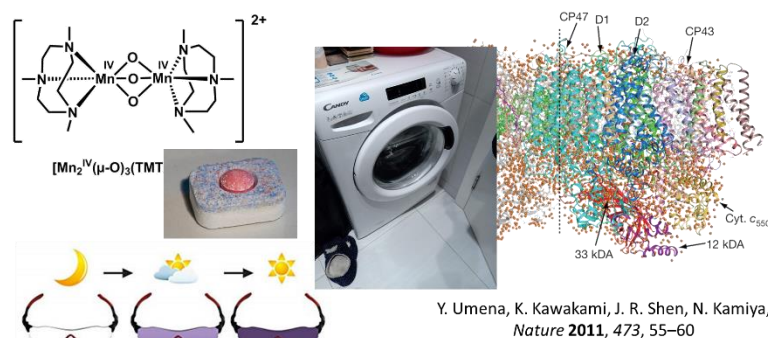 2+
N
N
N
IV
Mn
O
O
O
IV
Mn
N
N
N
[Mn₂ᴵⱽ(μ-O)₃(TMT
CANDY
CP47
D1
D2
CP43
Cyt. c₅₅₀
33 kDA
12 kDA
Y. Umena, K. Kawakami, J. R. Shen, N. Kamiya,
Nature 2011, 473, 55–60